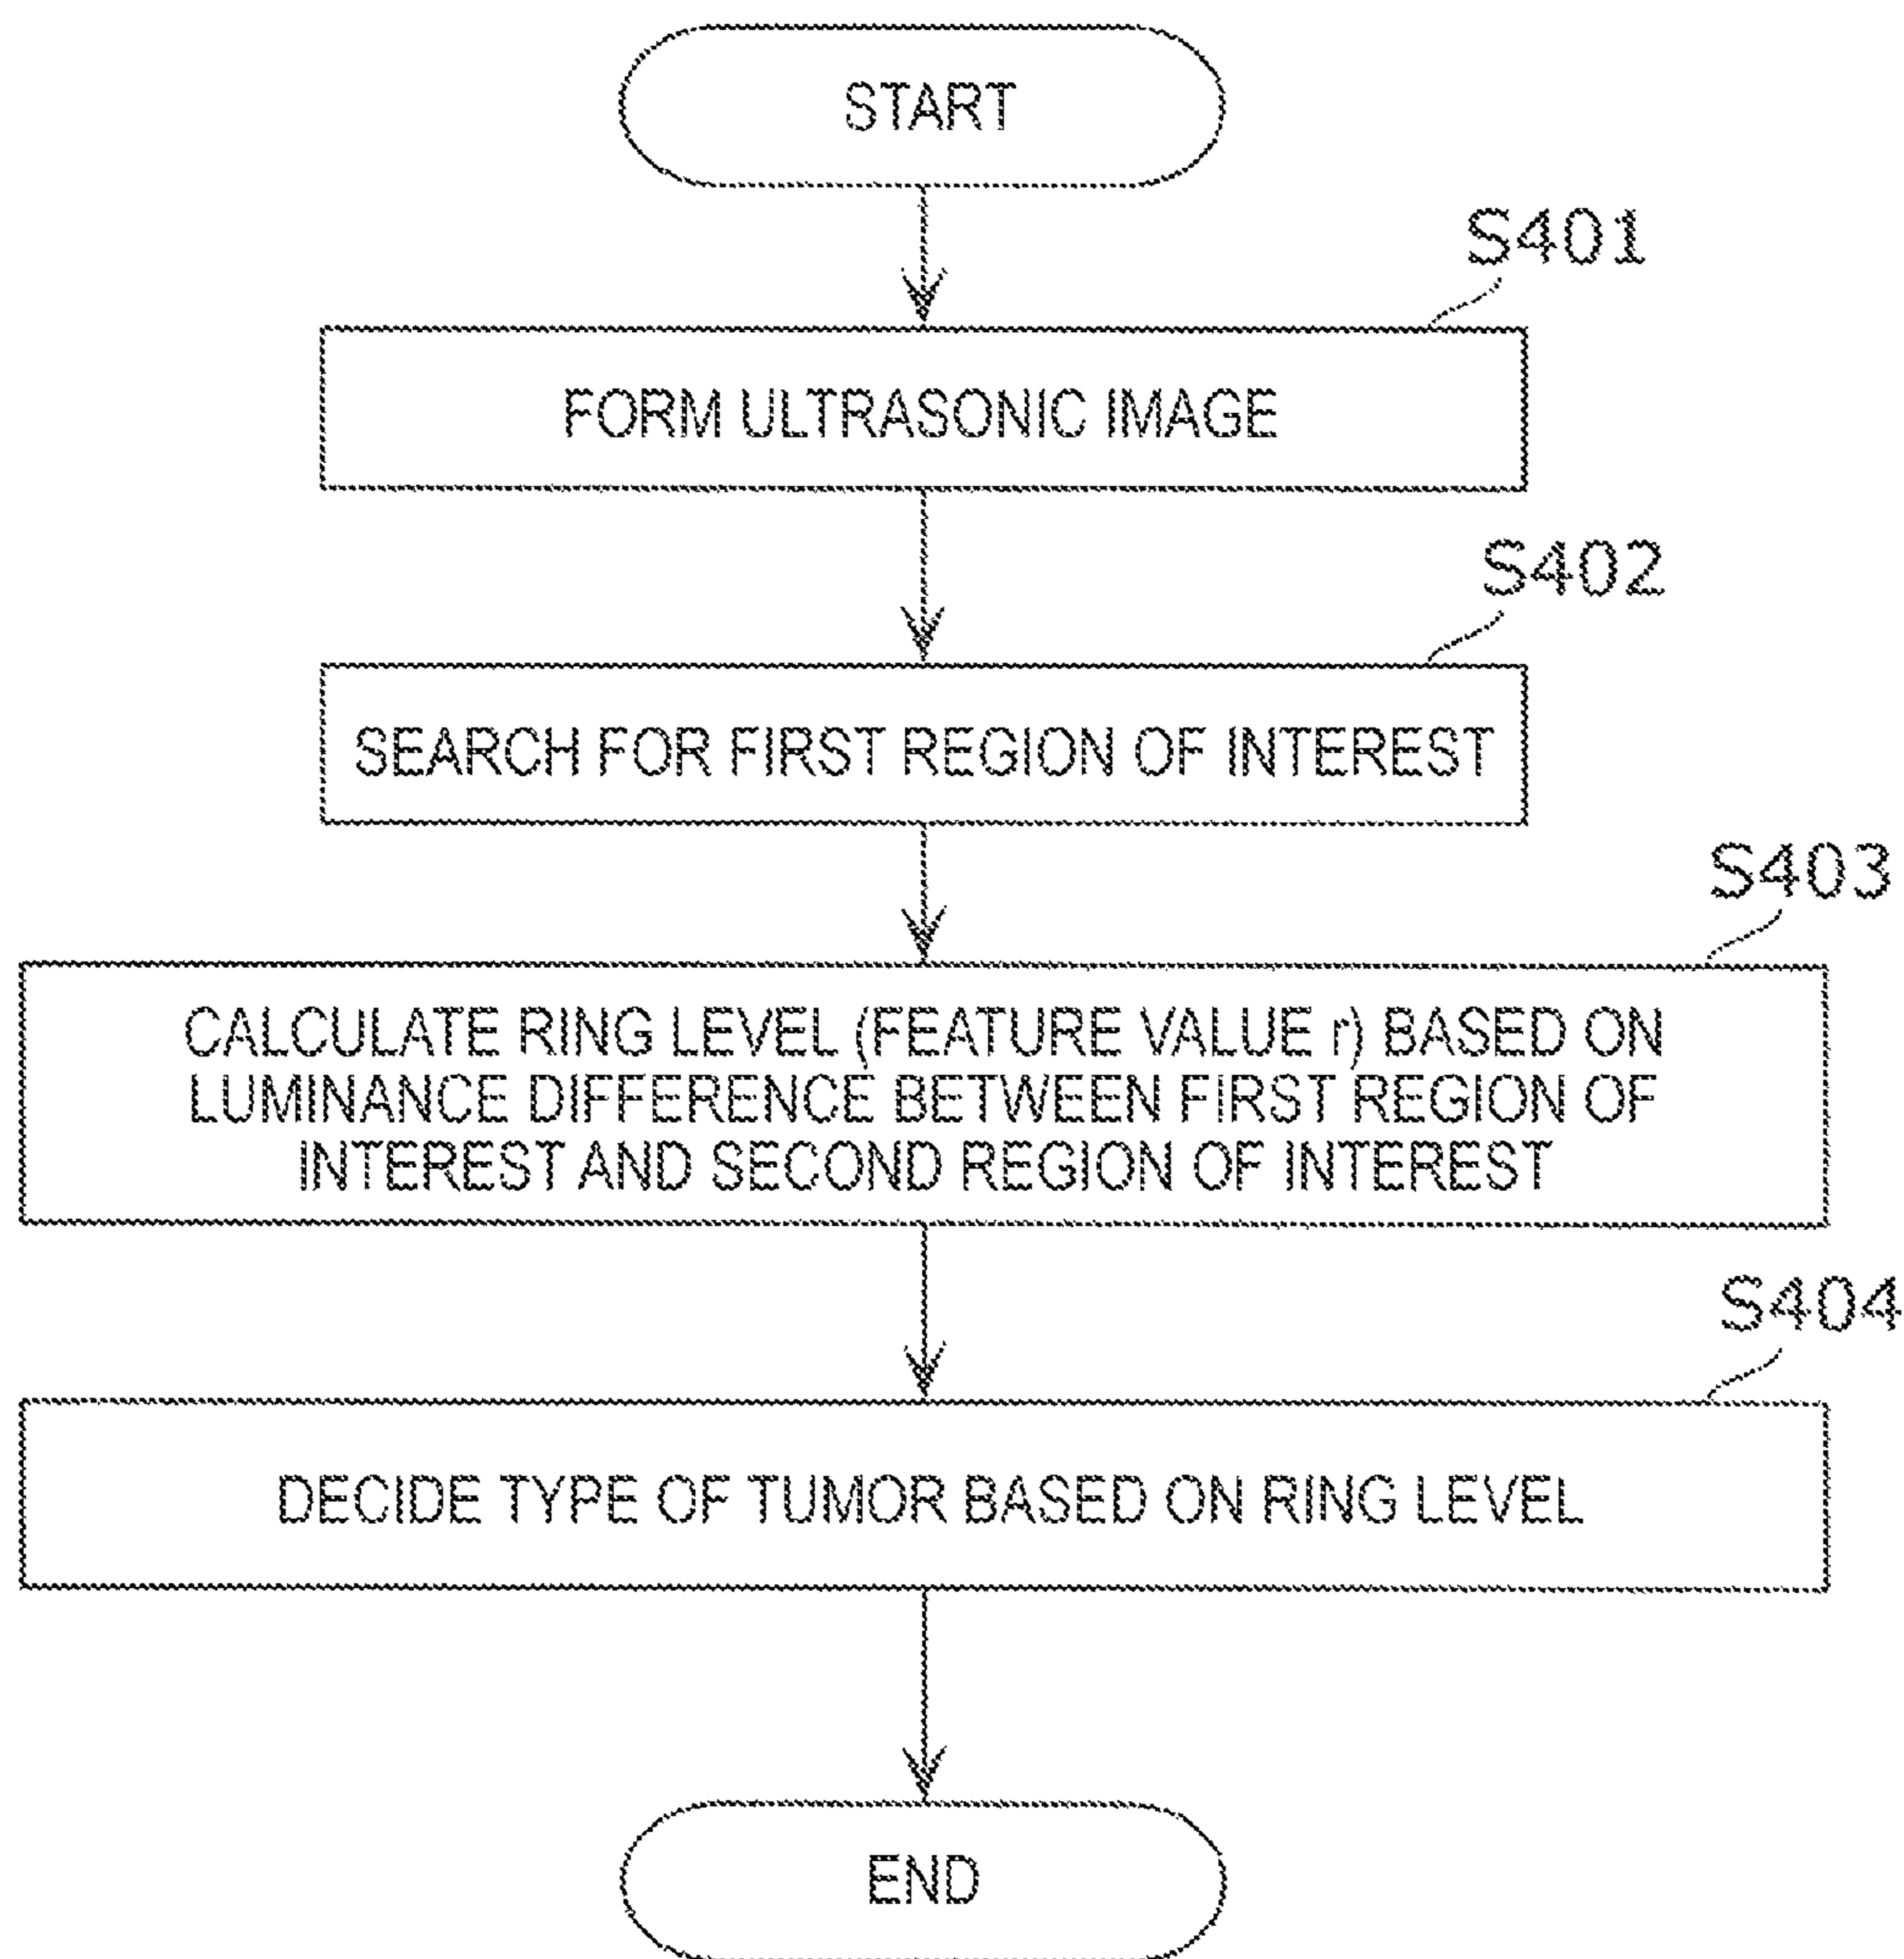 START
S401
FORM ULTRASONIC IMAGE
S402
SEARCH FOR FIRST REGION OF INTEREST
S403
CALCULATE RING LEVEL (FEATURE VALUE r) BASED ON
LUMINANCE DIFFERENCE BETWEEN FIRST REGION OF
INTEREST AND SECOND REGION OF INTEREST
S404
DECIDE TYPE OF TUMOR BASED ON RING LEVEL
END